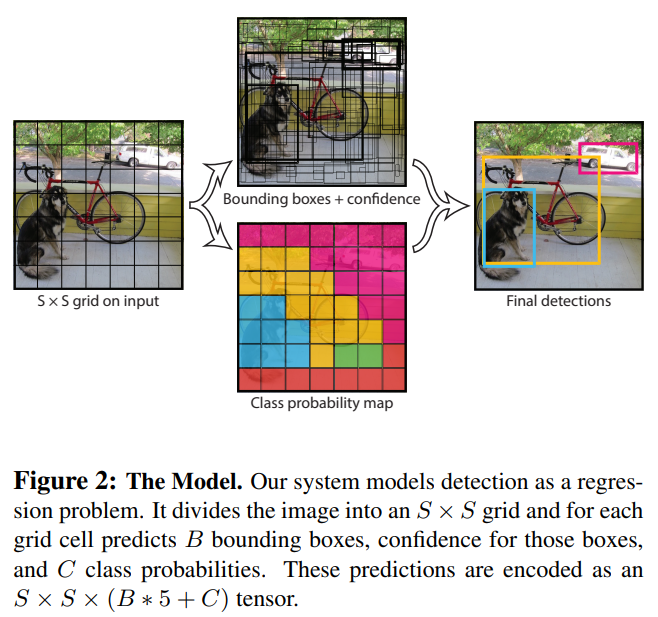 Bounding boxes + confidence
S × S grid on input
Final detections
Class probability map
Figure 2: The Model. Our system models detection as a regres-
sion problem. It divides the image into an S × S grid and for each
grid cell predicts B bounding boxes, confidence for those boxes,
and C class probabilities. These predictions are encoded as an
S × S × (B ∗ 5 + C) tensor.